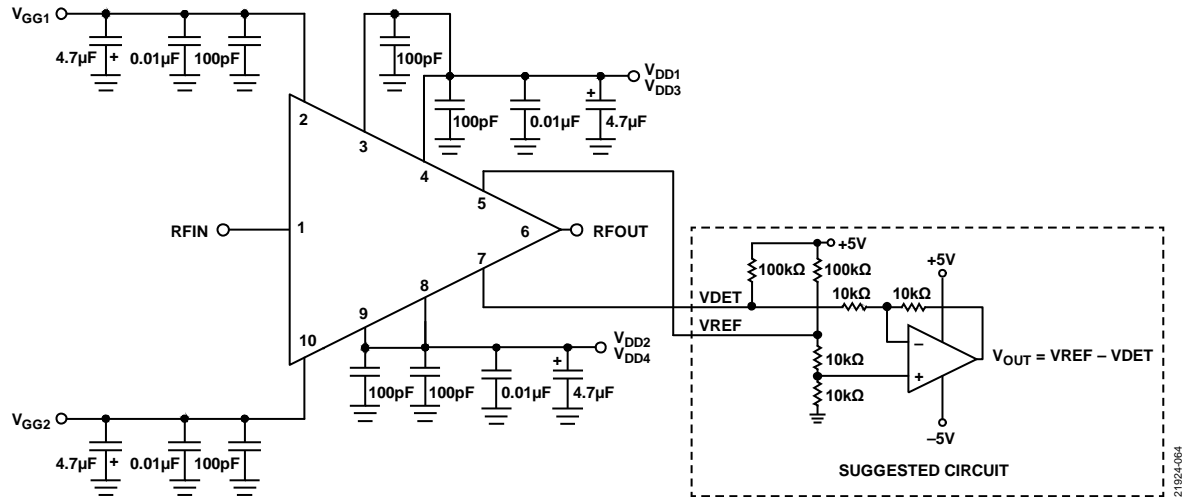 VGG1
4.7µF +
0.01µF
100pF
100pF
VDD1
VDD3
100pF
0.01µF
+
4.7µF
2
3
4
5
RFIN
1
6
RFOUT
7
8
9
10
+5V
100kΩ
100kΩ
+5V
VDET
10kΩ
10kΩ
VREF
–
+
10kΩ
10kΩ
VOUT = VREF – VDET
–5V
SUGGESTED CIRCUIT
VDD2
VDD4
100pF
100pF
0.01µF
+
4.7µF
VGG2
4.7µF +
0.01µF
100pF
21924-064